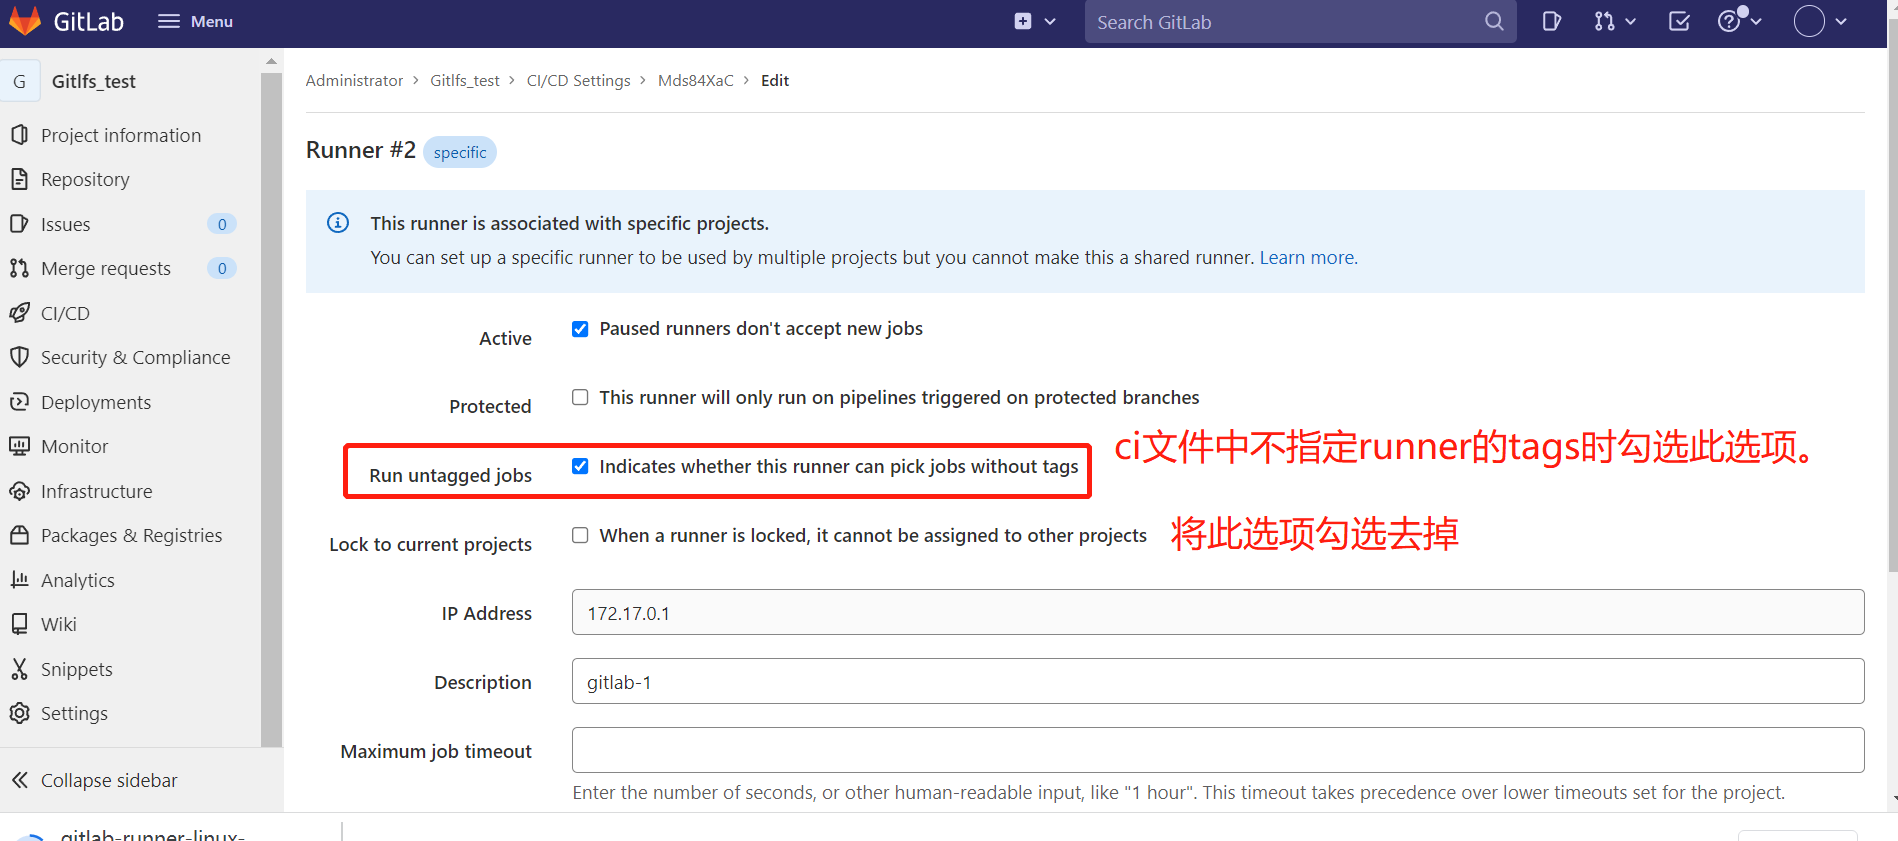 GitLab
Menu
Search GitLab
G Gitlfs_test
Project information
Repository
Issues 0
Merge requests 0
CI/CD
Security & Compliance
Deployments
Monitor
Infrastructure
Packages & Registries
Analytics
Wiki
Snippets
Settings
Collapse sidebar
Administrator > Gitlfs_test > CI/CD Settings > Mds84XaC > Edit
Runner #2 specific
This runner is associated with specific projects.
You can set up a specific runner to be used by multiple projects but you cannot make this a shared runner. Learn more.
Active Paused runners don't accept new jobs
Protected This runner will only run on pipelines triggered on protected branches
Run untagged jobs Indicates whether this runner can pick jobs without tags
ci文件中不指定runner的tags时勾选此选项。
Lock to current projects When a runner is locked, it cannot be assigned to other projects
将此选项勾选去掉
IP Address 172.17.0.1
Description gitlab-1
Maximum job timeout
Enter the number of seconds, or other human-readable input, like "1 hour". This timeout takes precedence over lower timeouts set for the project.
gitlab-runner-linux-